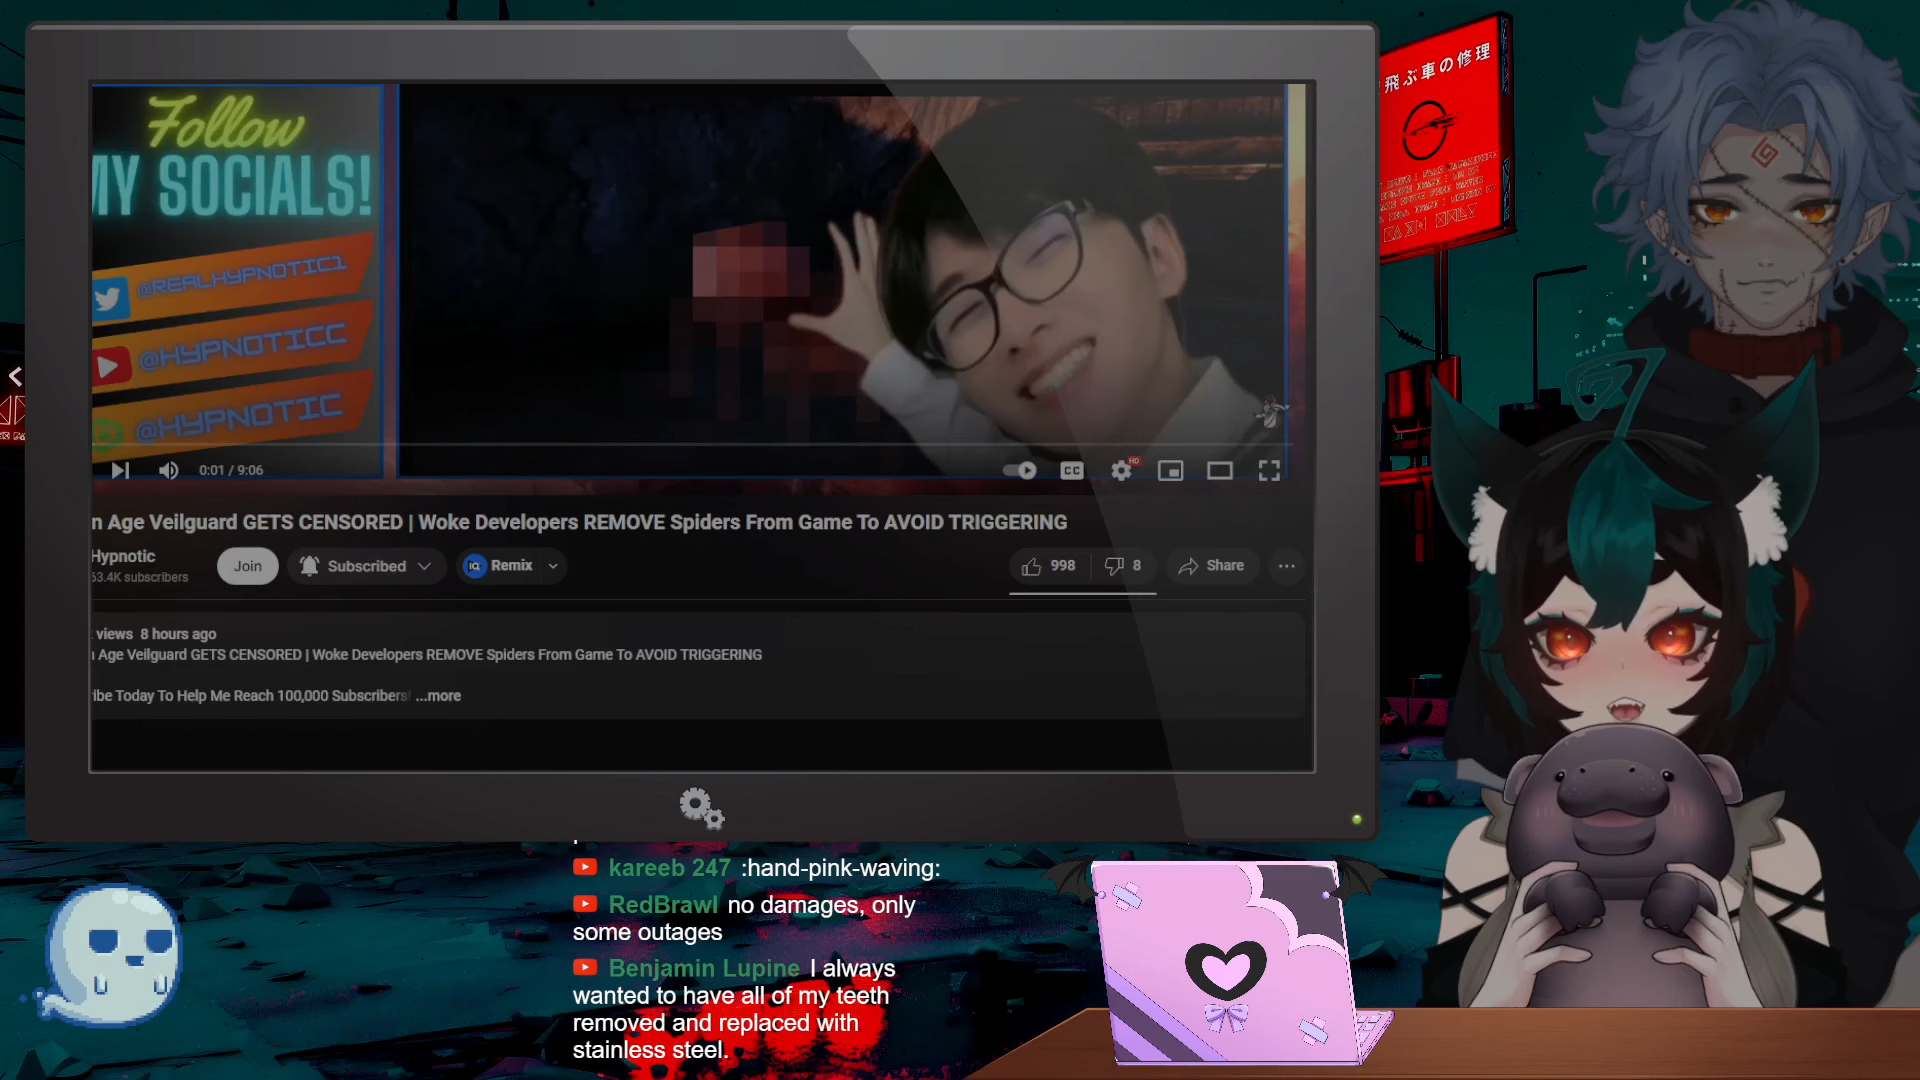 Follow
MY SOCIALS!
@REALHYPNOTIC1
@HYPNOTICC
@HYPNOTIC
0:01 / 9:06
CC
HD
n Age Veilguard GETS CENSORED | Woke Developers REMOVE Spiders From Game To AVOID TRIGGERING
Hypnotic
63.4K subscribers
Join
Subscribed
Remix
998
8
Share
views 8 hours ago
Age Veilguard GETS CENSORED | Woke Developers REMOVE Spiders From Game To AVOID TRIGGERING
ibe Today To Help Me Reach 100,000 Subscribers! ...more
飛ぶ車の修理
kareeb 247 :hand-pink-waving:
RedBrawl no damages, only
some outages
Benjamin Lupine I always
wanted to have all of my teeth
removed and replaced with
stainless steel.